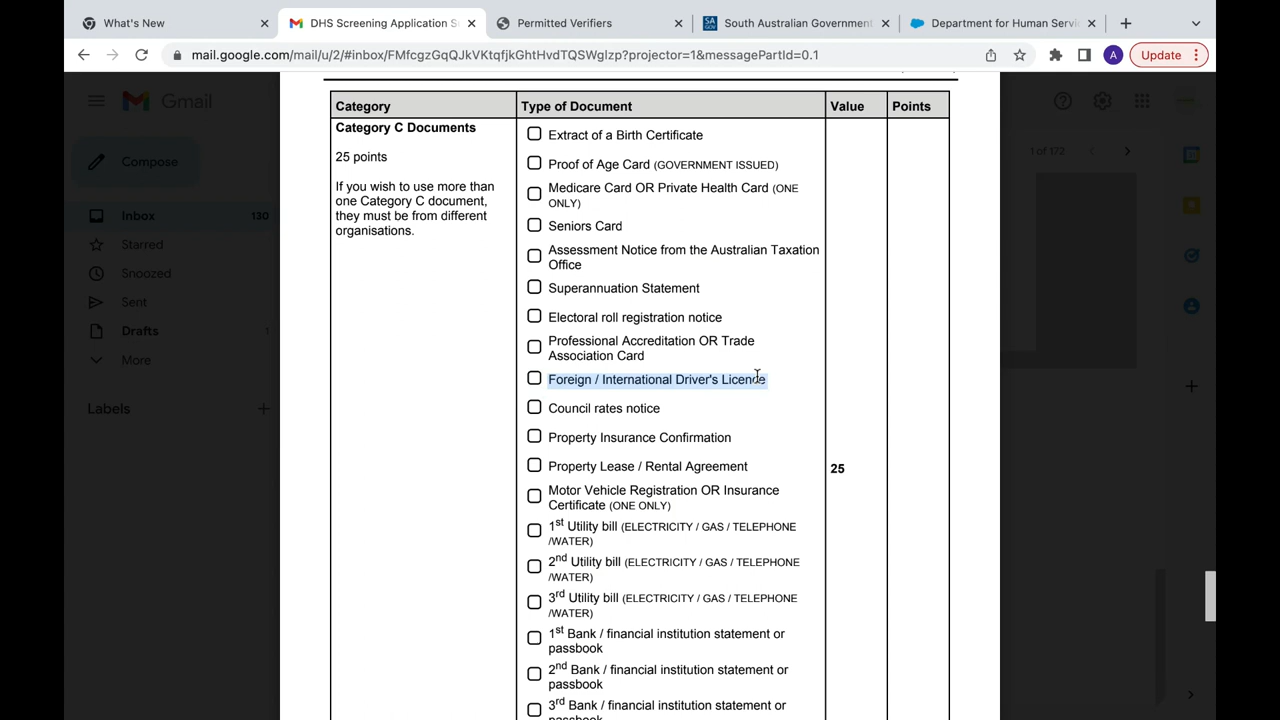 What's New
DHS Screening Application S
Permitted Verifiers
South Australian Government
Department for Human Servic
mail.google.com/mail/u/2/#inbox/FMfcgzGqQJkVKtqfjkGhtHvdTQSWglzp?projector=1&messagePartId=0.1
A
Update
Gmail
Compose
Inbox 130
Starred
Snoozed
Sent
Drafts 1
More
Labels
1 of 172
Category Type of Document Value Points
Category C Documents
25 points
If you wish to use more than
one Category C document,
they must be from different
organisations.
Extract of a Birth Certificate
Proof of Age Card (GOVERNMENT ISSUED)
Medicare Card OR Private Health Card (ONE
ONLY)
Seniors Card
Assessment Notice from the Australian Taxation
Office
Superannuation Statement
Electoral roll registration notice
Professional Accreditation OR Trade
Association Card
Foreign / International Driver's Licence
Council rates notice
Property Insurance Confirmation
Property Lease / Rental Agreement
25
Motor Vehicle Registration OR Insurance
Certificate (ONE ONLY)
1st Utility bill (ELECTRICITY / GAS / TELEPHONE
/WATER)
2nd Utility bill (ELECTRICITY / GAS / TELEPHONE
/WATER)
3rd Utility bill (ELECTRICITY / GAS / TELEPHONE
/WATER)
1st Bank / financial institution statement or
passbook
2nd Bank / financial institution statement or
passbook
3rd Bank / financial institution statement or